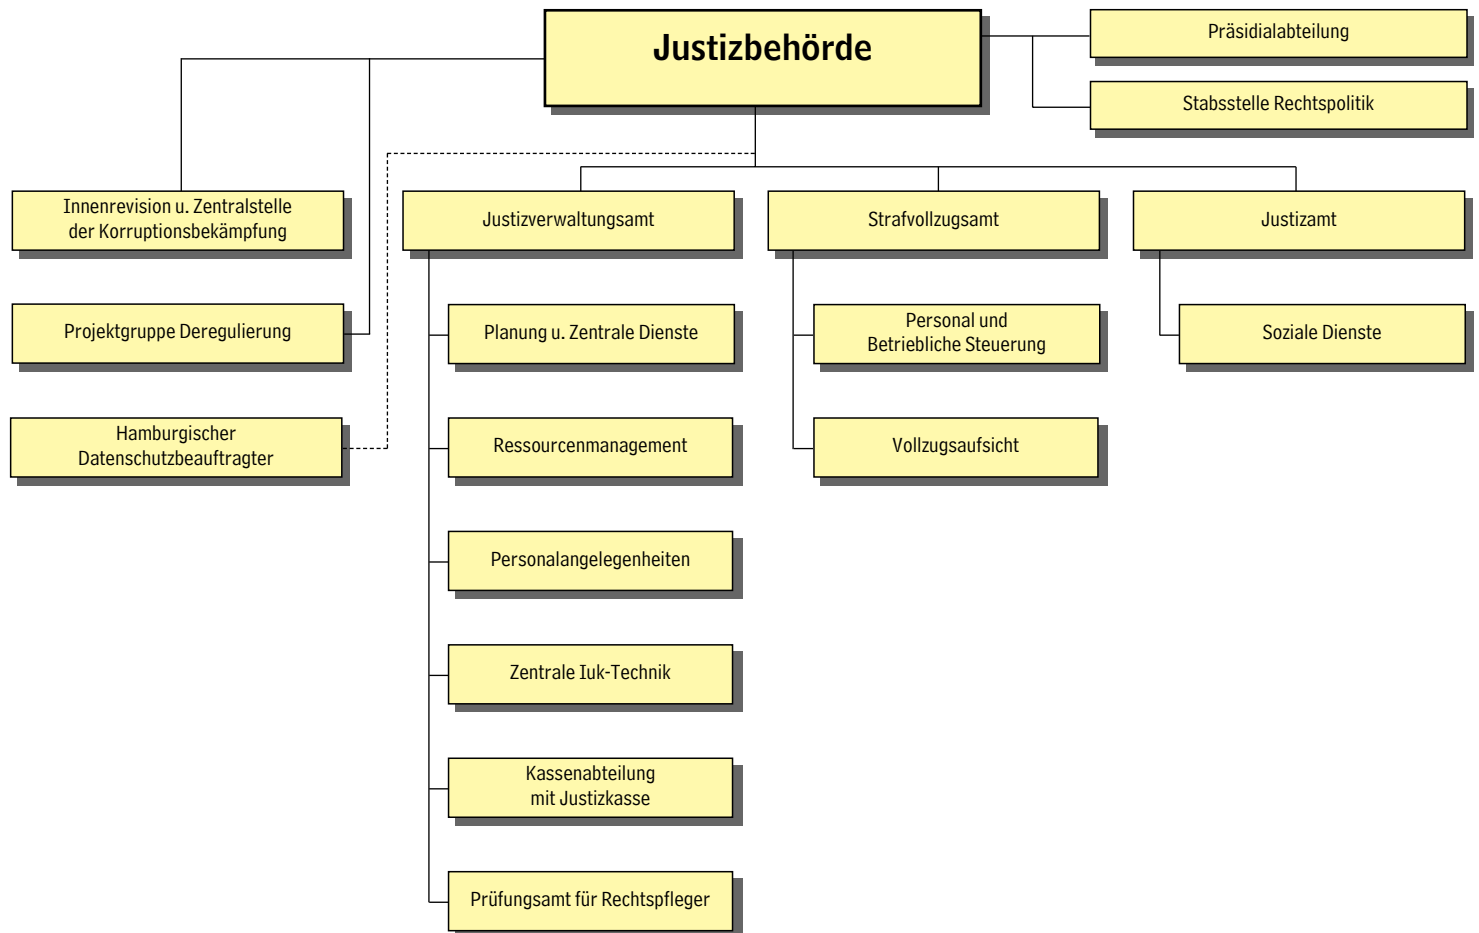 Justizbehörde
Präsidialabteilung
Stabsstelle Rechtspolitik
Innenrevision u. Zentralstelle
der Korruptionsbekämpfung
Justizverwaltungsamt
Strafvollzugsamt
Justizamt
Projektgruppe Deregulierung
Planung u. Zentrale Dienste
Personal und
Betriebliche Steuerung
Soziale Dienste
Hamburgischer
Datenschutzbeauftragter
Ressourcenmanagement
Vollzugsaufsicht
Personalangelegenheiten
Zentrale Iuk-Technik
Kassenabteilung
mit Justizkasse
Prüfungsamt für Rechtspfleger